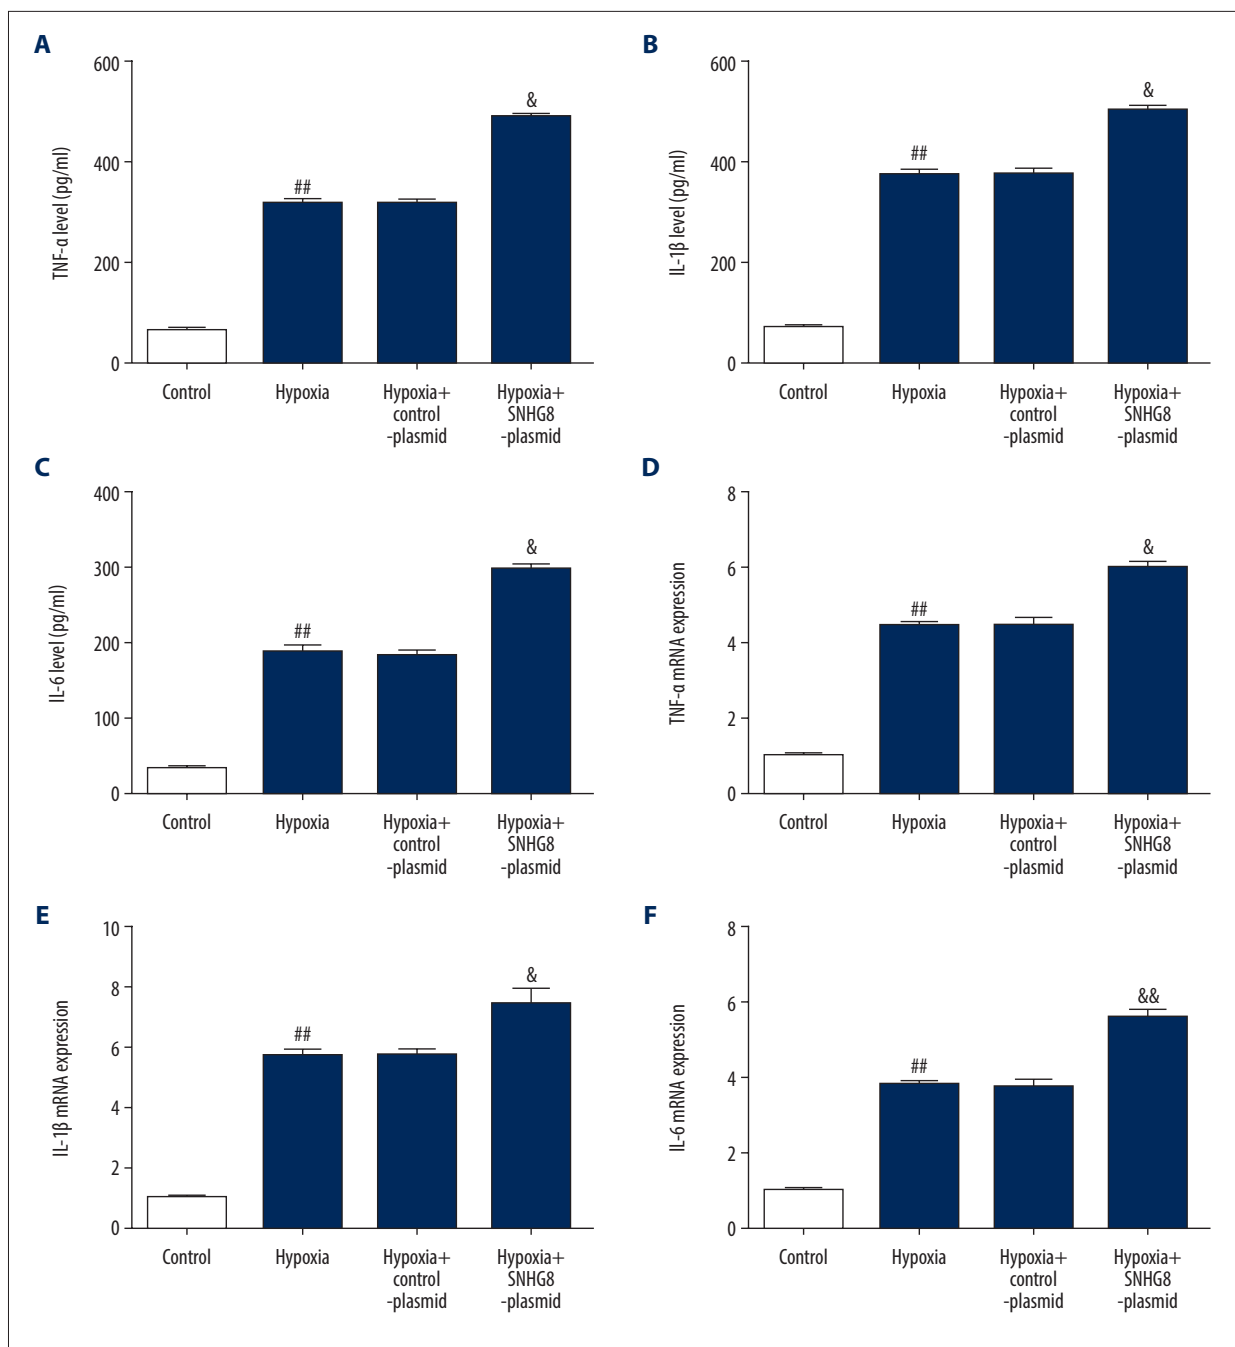 A
TNF-α level (pg/ml)
600
400
200
0
##
&
Control
Hypoxia
Hypoxia+
control
-plasmid
Hypoxia+
SNHG8
-plasmid
B
IL-1β level (pg/ml)
600
400
200
0
##
&
Control
Hypoxia
Hypoxia+
control
-plasmid
Hypoxia+
SNHG8
-plasmid
C
IL-6 level (pg/ml)
400
300
200
100
0
##
&
Control
Hypoxia
Hypoxia+
control
-plasmid
Hypoxia+
SNHG8
-plasmid
D
TNF-α mRNA expression
8
6
4
2
0
##
&
Control
Hypoxia
Hypoxia+
control
-plasmid
Hypoxia+
SNHG8
-plasmid
E
IL-1β mRNA expression
10
8
6
4
2
0
##
&
Control
Hypoxia
Hypoxia+
control
-plasmid
Hypoxia+
SNHG8
-plasmid
F
IL-6 mRNA expression
8
6
4
2
0
##
&&
Control
Hypoxia
Hypoxia+
control
-plasmid
Hypoxia+
SNHG8
-plasmid